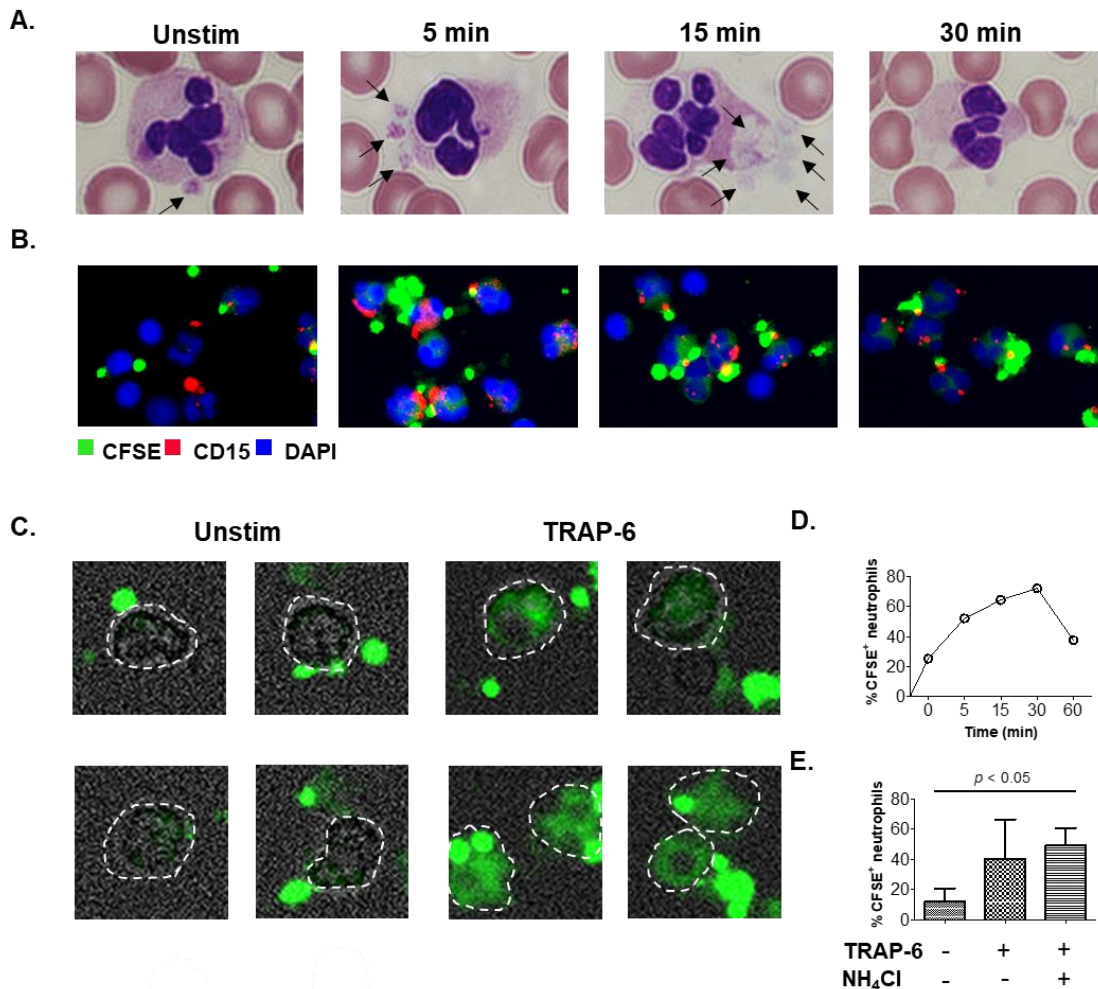 A.
Unstim 5 min 15 min 30 min
B.
CFSE CD15 DAPI
C.
Unstim TRAP-6
D.
% CFSE+ neutrophils
80
60
40
20
0
0 5 15 30 60
Time (min)
E.
p < 0.05
% CFSE+ neutrophils
80
60
40
20
0
TRAP-6 - + +
NH₄Cl - - +